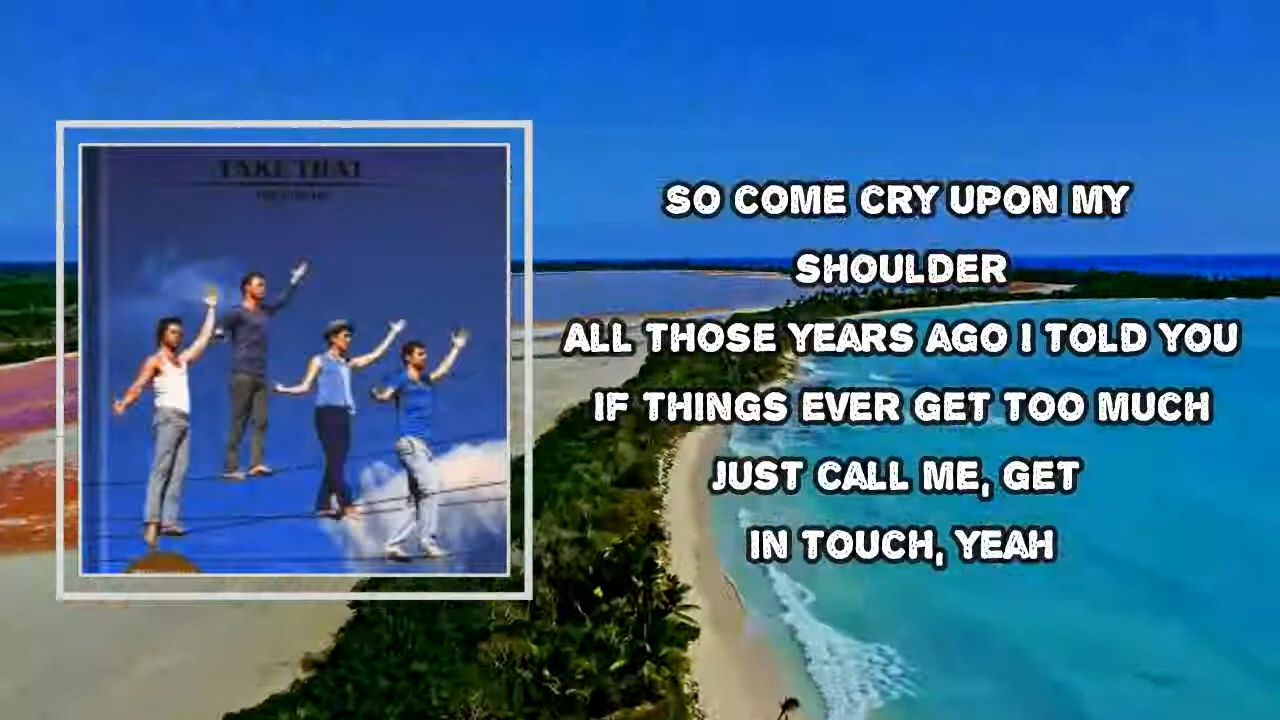 TAKE THAT
SO COME CRY UPON MY
SHOULDER
ALL THOSE YEARS AGO I TOLD YOU
IF THINGS EVER GET TOO MUCH
JUST CALL ME, GET
IN TOUCH, YEAH